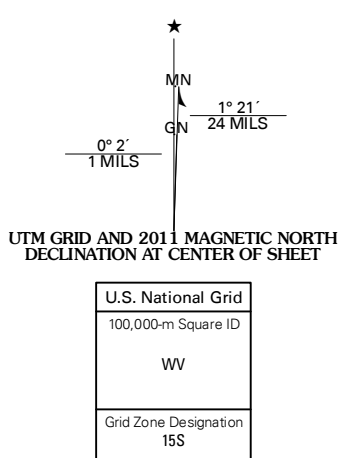 MN
1° 21´
24 MILS
GN
0° 2´
1 MILS
UTM GRID AND 2011 MAGNETIC NORTH
DECLINATION AT CENTER OF SHEET
U.S. National Grid
100,000-m Square ID
WV
Grid Zone Designation
15S